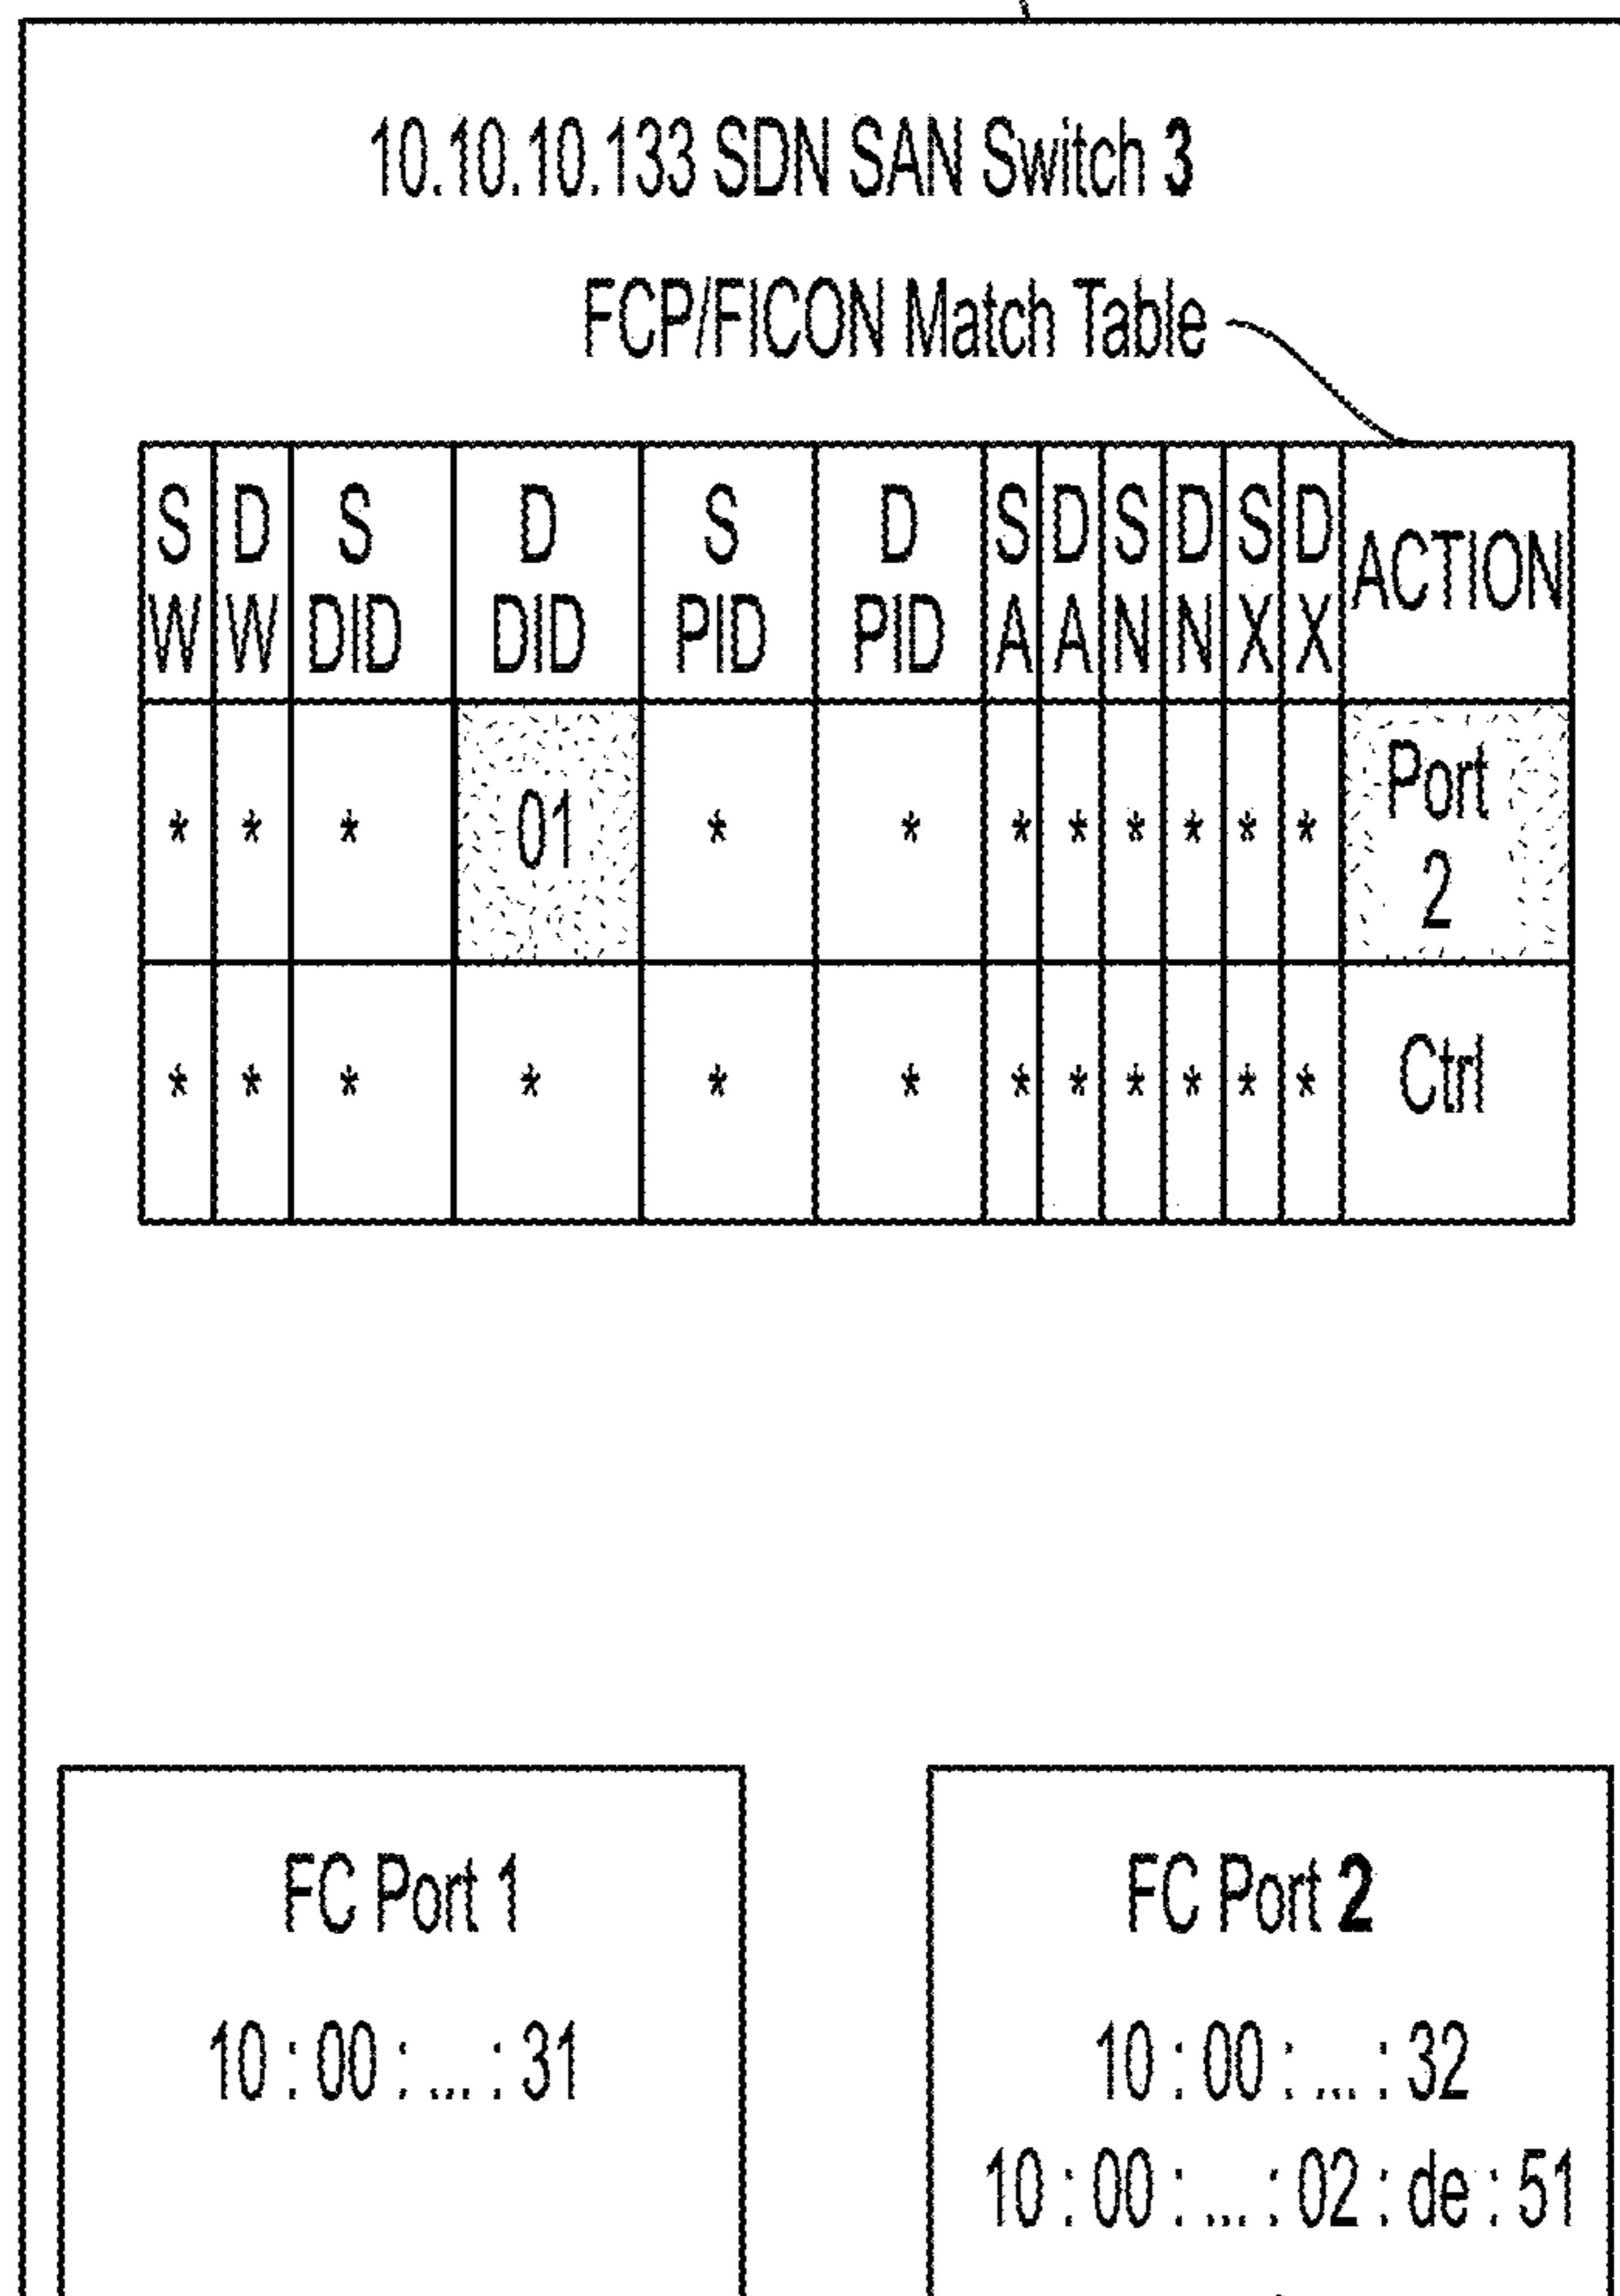 10.10.10.133 SDN SAN Switch 3
FCP/FICON Match Table
S D S D S D S D S D S D ACTION
W W DID DID PID PID A A N N X X
* * * 01 * * * * * * * * Port 2
* * * * * * * * * * * * Ctrl
FC Port 1
10 : 00 : ... : 31
FC Port 2
10 : 00 : ... : 32
10 : 00 : ... : 02 : de : 51